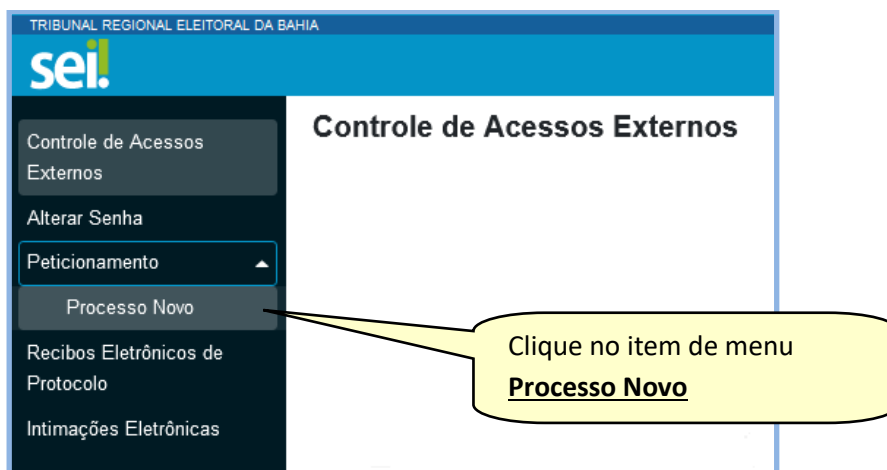 TRIBUNAL REGIONAL ELEITORAL DA BAHIA
sei!
Controle de Acessos
Externos
Alterar Senha
Peticionamento
Processo Novo
Recibos Eletrônicos de
Protocolo
Intimações Eletrônicas
Controle de Acessos Externos
Clique no item de menu
Processo Novo